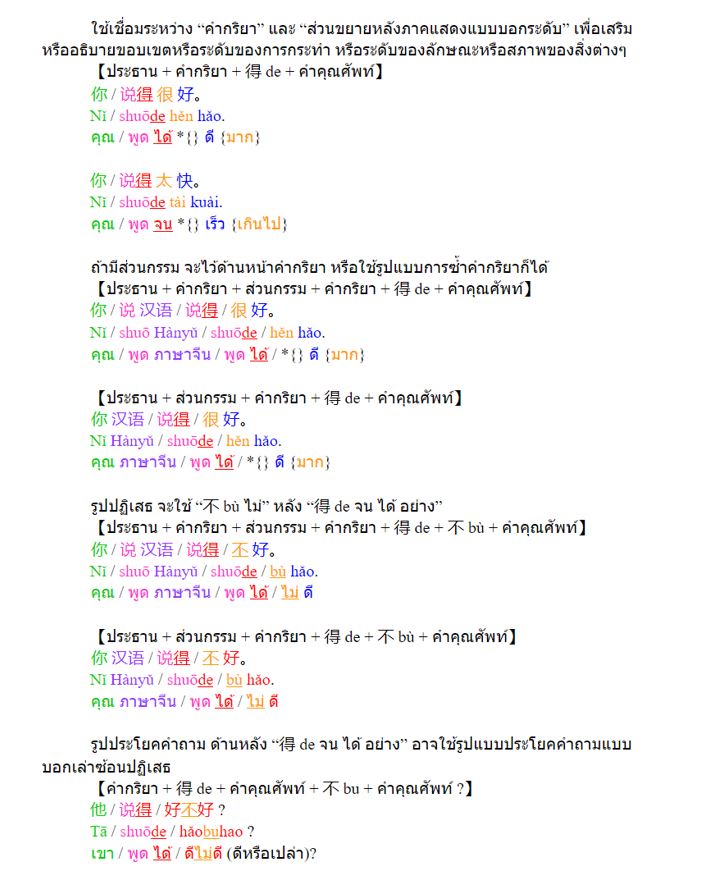 ใช้เชื่อมระหว่าง “คำกริยา” และ “ส่วนขยายหลังภาคแสดงแบบบอกระดับ” เพื่อเสริม
หรืออธิบายขอบเขตหรือระดับของการกระทำ หรือระดับของลักษณะหรือสภาพของสิ่งต่างๆ
【ประธาน + คำกริยา + 得 de + คำคุณศัพท์】
你 / 说得 很 好。
Nǐ / shuōde hěn hǎo.
คุณ / พูด ได้ *{} ดี {มาก}
你 / 说得 太 快。
Nǐ / shuōde tài kuài.
คุณ / พูด จน *{} เร็ว {เกินไป}
ถ้ามีส่วนกรรม จะไว้ด้านหน้าคำกริยา หรือใช้รูปแบบการซ้ำคำกริยาก็ได้
【ประธาน + คำกริยา + ส่วนกรรม + คำกริยา + 得 de + คำคุณศัพท์】
你 / 说 汉语 / 说得 / 很 好。
Nǐ / shuō Hànyǔ / shuōde / hěn hǎo.
คุณ / พูด ภาษาจีน / พูด ได้ / *{} ดี {มาก}
【ประธาน + ส่วนกรรม + คำกริยา + 得 de + คำคุณศัพท์】
你 汉语 / 说得 / 很 好。
Nǐ Hànyǔ / shuōde / hěn hǎo.
คุณ ภาษาจีน / พูด ได้ / *{} ดี {มาก}
รูปปฏิเสธ จะใช้ “不 bù ไม่” หลัง “得 de จน ได้ อย่าง”
【ประธาน + คำกริยา + ส่วนกรรม + คำกริยา + 得 de + 不 bù + คำคุณศัพท์】
你 / 说 汉语 / 说得 / 不 好。
Nǐ / shuō Hànyǔ / shuōde / bù hǎo.
คุณ / พูด ภาษาจีน / พูด ได้ / ไม่ ดี
【ประธาน + ส่วนกรรม + คำกริยา + 得 de + 不 bù + คำคุณศัพท์】
你 汉语 / 说得 / 不 好。
Nǐ Hànyǔ / shuōde / bù hǎo.
คุณ ภาษาจีน / พูด ได้ / ไม่ ดี
รูปประโยคคำถาม ด้านหลัง “得 de จน ได้ อย่าง” อาจใช้รูปแบบประโยคคำถามแบบ
บอกเล่าซ้อนปฏิเสธ
【คำกริยา + 得 de + คำคุณศัพท์ + 不 bu + คำคุณศัพท์ ?】
他 / 说得 / 好不好 ?
Tā / shuōde / hǎobuhao ?
เขา / พูด ได้ / ดีไม่ดี (ดีหรือเปล่า)?